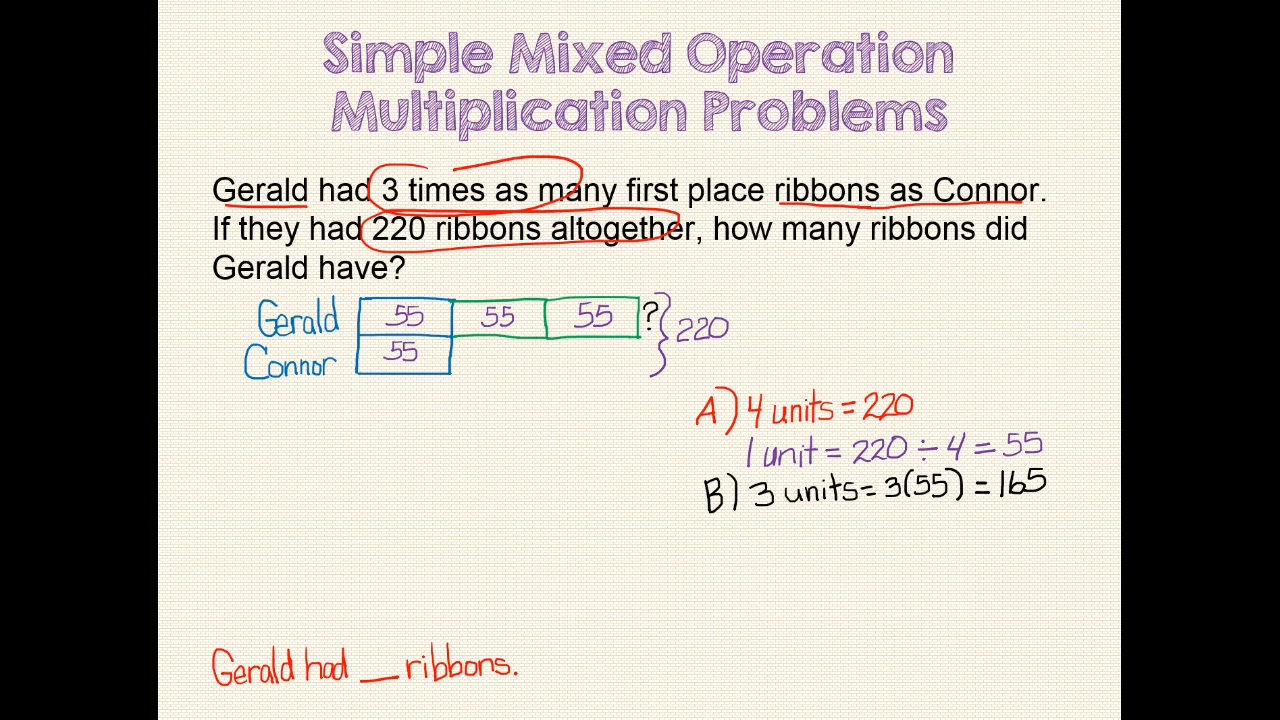 Simple Mixed Operation
Multiplication Problems
Gerald had 3 times as many first place ribbons as Connor.
If they had 220 ribbons altogether, how many ribbons did
Gerald have?
Gerald 55 55 55 ? } 220
Connor 55
A) 4 units = 220
1 unit = 220 ÷ 4 = 55
B) 3 units = 3(55) = 165
Gerald had __ ribbons.